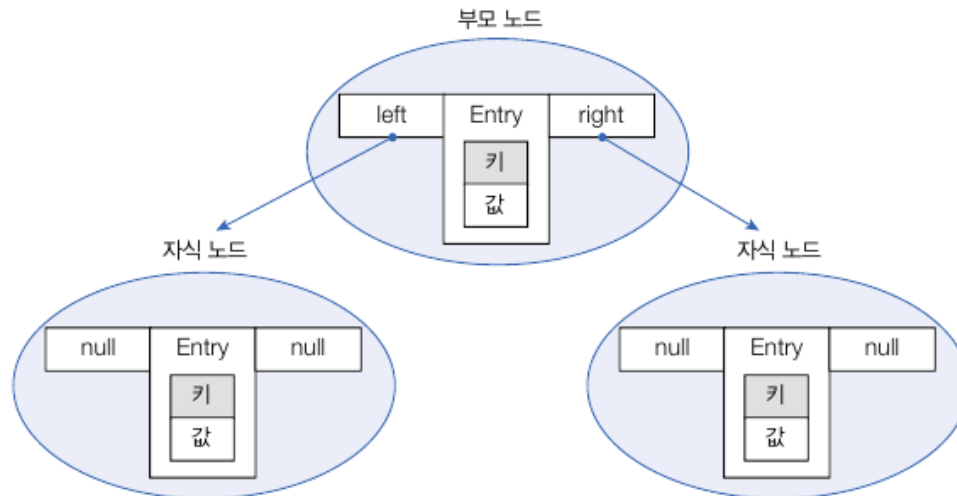 부모 노드
left Entry right
키
값
자식 노드 자식 노드
null Entry null null Entry null
키 키
값 값